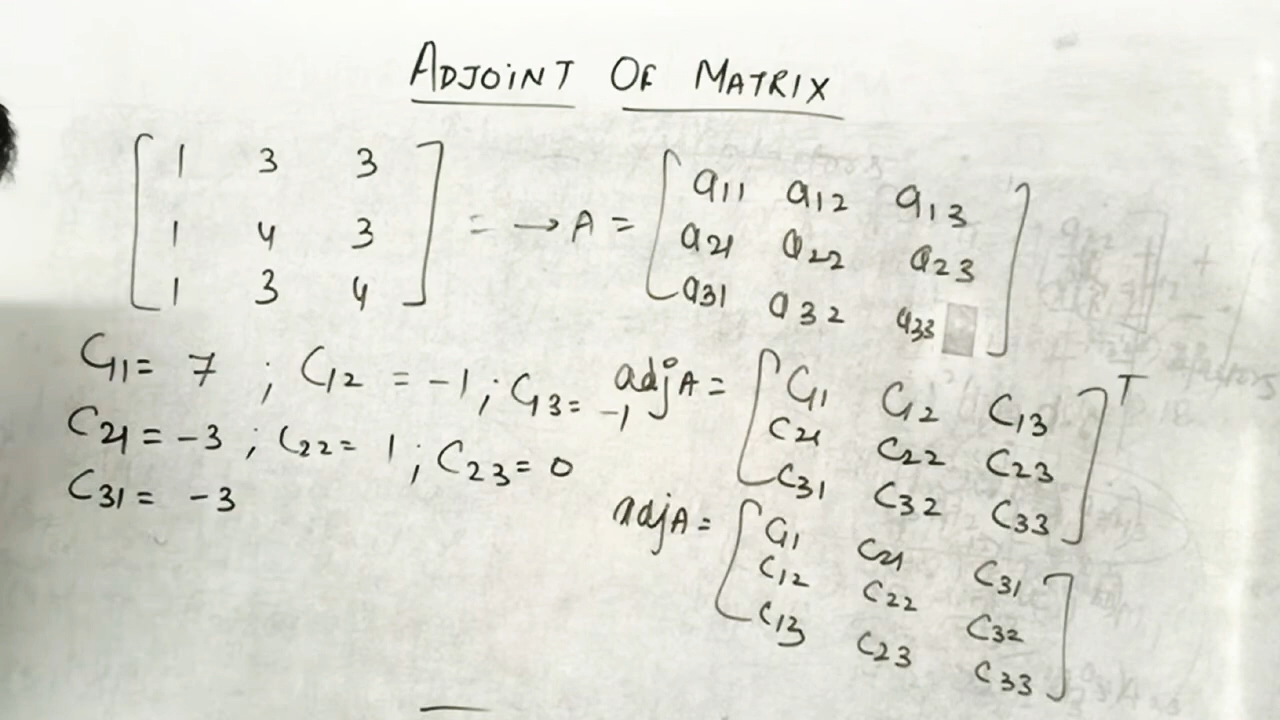 ADJOINT OF MATRIX
1 3 3
1 4 3
1 3 4
= → A =
a11 a12 a13
a21 a22 a23
a31 a32 a33
C11 = 7 ; C12 = -1 ; C13 = -1
C21 = -3 ; C22 = 1 ; C23 = 0
C31 = -3
adj A =
C11 C12 C13
C21 C22 C23
C31 C32 C33
T
adj A =
C11 C21 C31
C12 C22 C32
C13 C23 C33